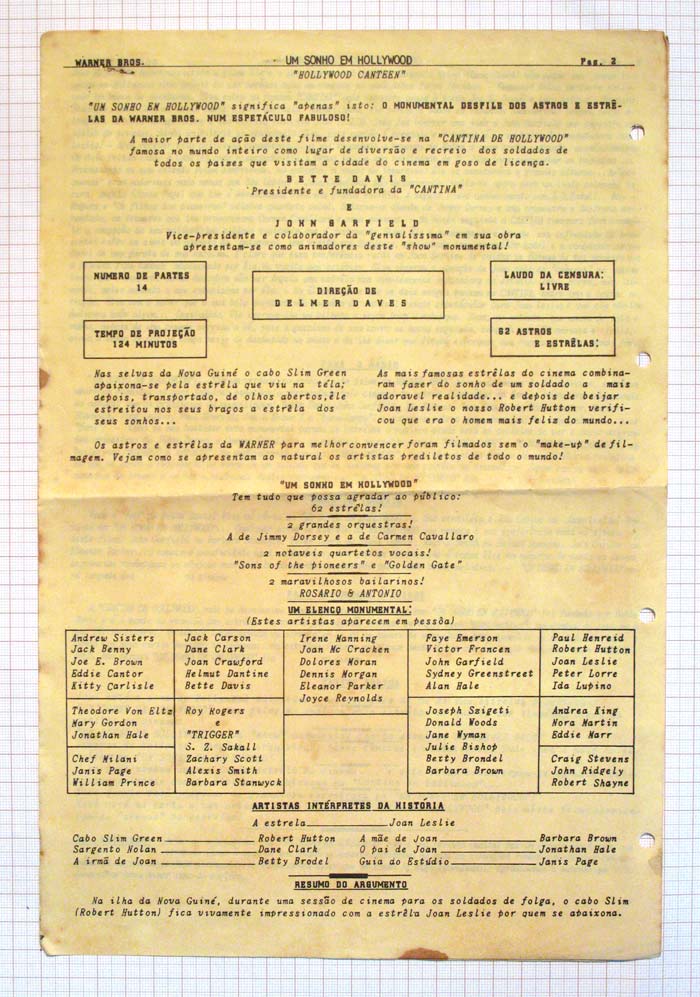 WARNER BROS. UM SONHO EM HOLLYWOOD Pag. 2
"HOLLYWOOD CANTEEN"
"UM SONHO EM HOLLYWOOD" significa "apenas" isto: O MONUMENTAL DESFILE DOS ASTROS E ESTRÊ-
LAS DA WARNER BROS. NUM ESPETÁCULO FABULOSO!
A maior parte de ação deste filme desenvolve-se na "CANTINA DE HOLLYWOOD"
famosa no mundo inteiro como lugar de diversão e recreio dos soldados de
todos os paises que visitam a cidade do cinema em goso de licença.
BETTE DAVIS
Presidente e fundadora da "CANTINA"
E
JOHN GARFIELD
Vice-presidente e colaborador da "genialíssima" em sua obra
apresentam-se como animadores deste "show" monumental!
NUMERO DE PARTES
14
DIREÇÃO DE
DELMER DAVES
LAUDO DA CENSURA:
LIVRE
TEMPO DE PROJEÇÃO
124 MINUTOS
62 ASTROS
E ESTRÊLAS:
Nas selvas da Nova Guiné o cabo Slim Green
apaixona-se pela estrêla que viu na téla;
depois, transportado, de olhos abertos, êle
estreitou nos seus braços a estrêla dos
seus sonhos...
As mais famosas estrêlas do cinema combina-
ram fazer do sonho de um soldado a mais
adoravel realidade... e depois de beijar
Joan Leslie o nosso Robert Hutton verifi-
cou que era o homem mais feliz do mundo...
Os astros e estrêlas da WARNER para melhor convencer foram filmados sem o "make-up" de fil-
magem. Vejam como se apresentam ao natural os artistas prediletos de todo o mundo!
"UM SONHO EM HOLLYWOOD"
Tem tudo que possa agradar ao público:
62 estrêlas!
2 grandes orquestras!
A de Jimmy Dorsey e a de Carmen Cavallaro
2 notaveis quartetos vocais!
"Sons of the pioneers" e "Golden Gate"
2 maravilhosos bailarinos!
ROSARIO & ANTONIO
UM ELENCO MONUMENTAL:
(Estes artistas aparecem em pessôa)
Andrew Sisters
Jack Benny
Joe E. Brown
Eddie Cantor
Kitty Carlisle
Theodore Von Eltz
Mary Gordon
Jonathan Hale
Chef Milani
Janis Page
William Prince
Jack Carson
Dane Clark
Joan Crawford
Helmut Dantine
Bette Davis
Roy Rogers
e
"TRIGGER"
S. Z. Sakall
Zachary Scott
Alexis Smith
Barbara Stanwyck
Irene Manning
Joan Mc Cracken
Dolores Moran
Dennis Morgan
Eleanor Parker
Joyce Reynolds
Faye Emerson
Victor Francen
John Garfield
Sydney Greenstreet
Alan Hale
Joseph Szigeti
Donald Woods
Jane Wyman
Julie Bishop
Betty Brondel
Barbara Brown
Paul Henreid
Robert Hutton
Joan Leslie
Peter Lorre
Ida Lupino
Andrea King
Nora Martin
Eddie Marr
Craig Stevens
John Ridgely
Robert Shayne
ARTISTAS INTÉRPRETES DA HISTÓRIA
A estrela Joan Leslie
Cabo Slim Green Robert Hutton A mãe de Joan Barbara Brown
Sargento Nolan Dane Clark O pai de Joan Jonathan Hale
A irmã de Joan Betty Brodel Guia do Estúdio Janis Page
RESUMO DO ARGUMENTO
Na ilha da Nova Guiné, durante uma sessão de cinema para os soldados de folga, o cabo Slim
(Robert Hutton) fica vivamente impressionado com a estrêla Joan Leslie por quem se apaixona.